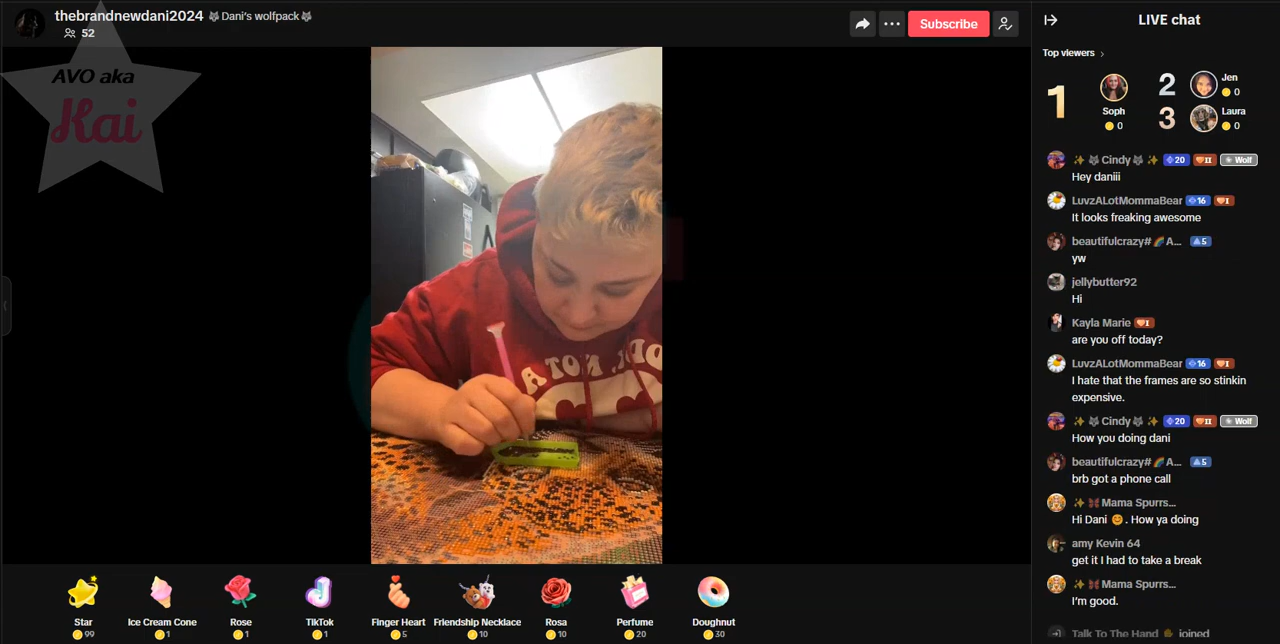 thebrandnewdani2024 🐺Dani's wolfpack🐺
52
Subscribe
AVO aka
Kai
LIVE chat
Top viewers
1
Soph
0
2
Jen
0
3
Laura
0
✨🐺Cindy🐺✨ 20 II Wolf
Hey daniii
LuvzALotMommaBear 16 I
It looks freaking awesome
beautifulcrazy#🌈A... 5
yw
jellybutter92
Hi
Kayla Marie I
are you off today?
LuvzALotMommaBear 16 I
I hate that the frames are so stinkin
expensive.
✨🐺Cindy🐺✨ 20 II Wolf
How you doing dani
beautifulcrazy#🌈A... 5
brb got a phone call
✨🦋Mama Spurrs...
Hi Dani 😊. How ya doing
amy Kevin 64
get it I had to take a break
✨🦋Mama Spurrs...
I'm good.
Talk To The Hand ✋ joined
Star
99
Ice Cream Cone
1
Rose
1
TikTok
1
Finger Heart
5
Friendship Necklace
10
Rosa
10
Perfume
20
Doughnut
30